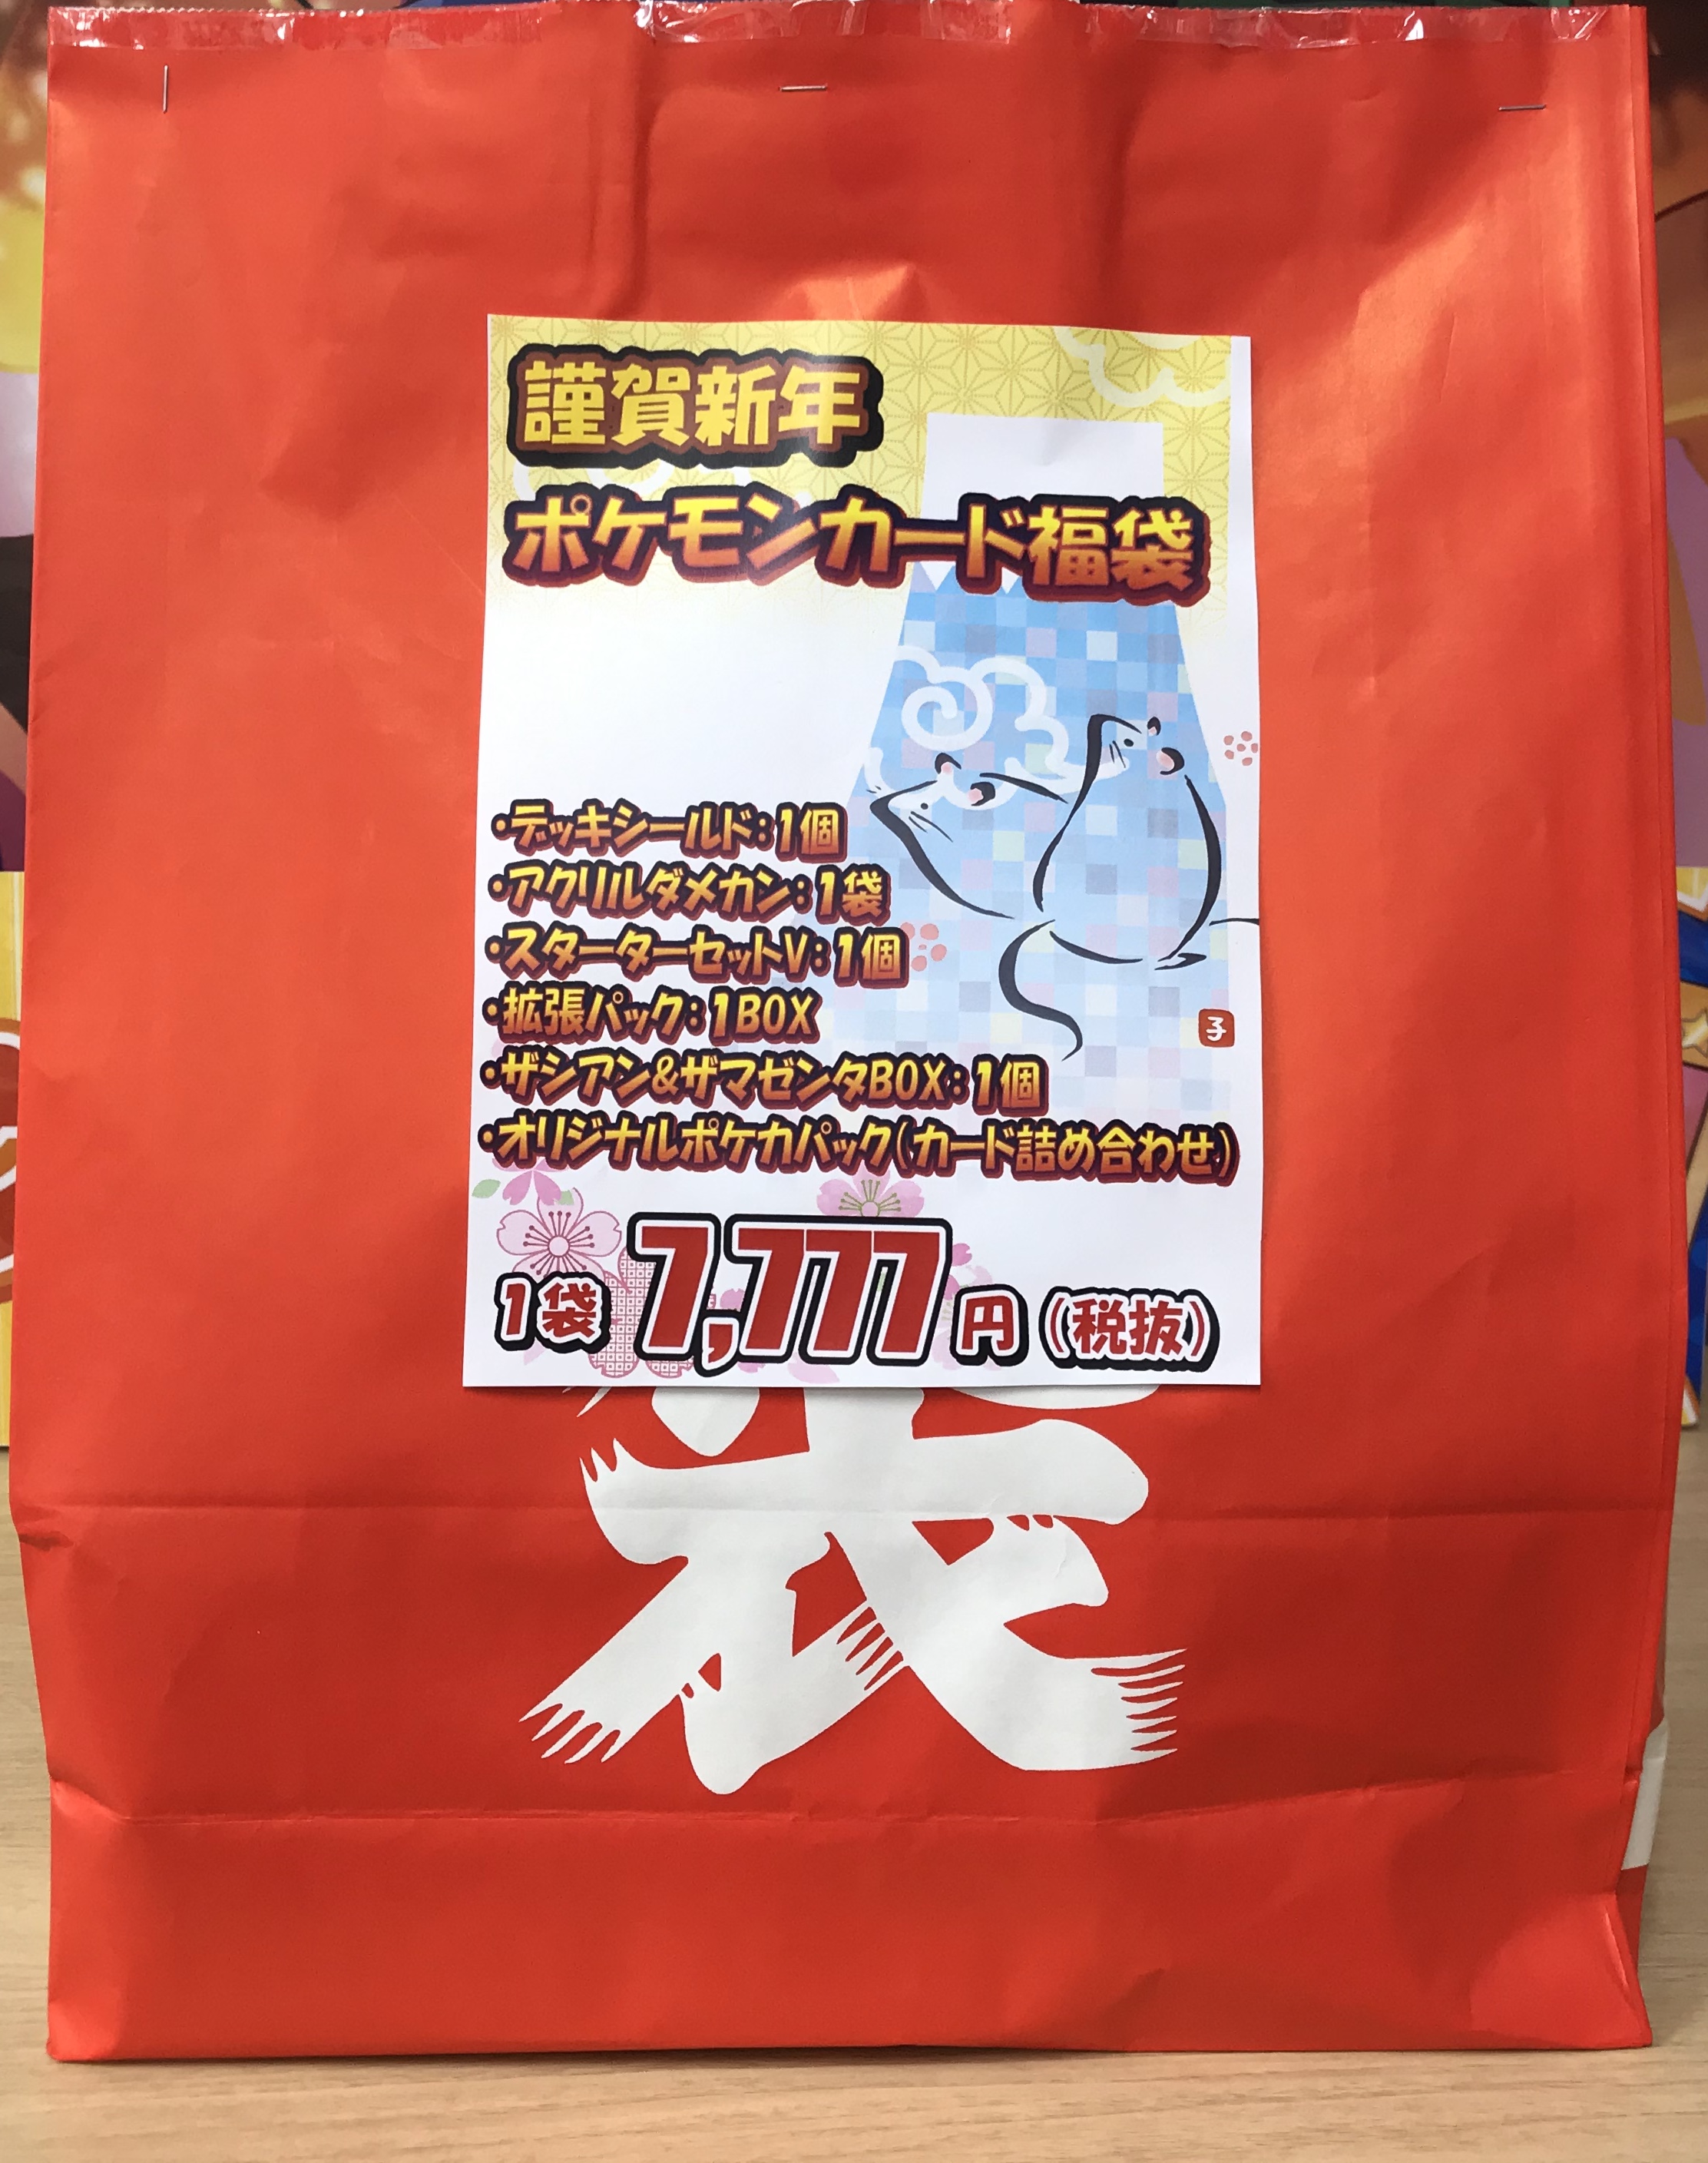 謹賀新年
ポケモンカード福袋
・デッキシールド：1個
・アクリルダメカン：1袋
・スターターセットV：1個
・拡張パック：1BOX
・ザシアン&ザマゼンタBOX：1個
・オリジナルポケカパック（カード詰め合わせ）
子
1袋 7,777円（税抜）
袋